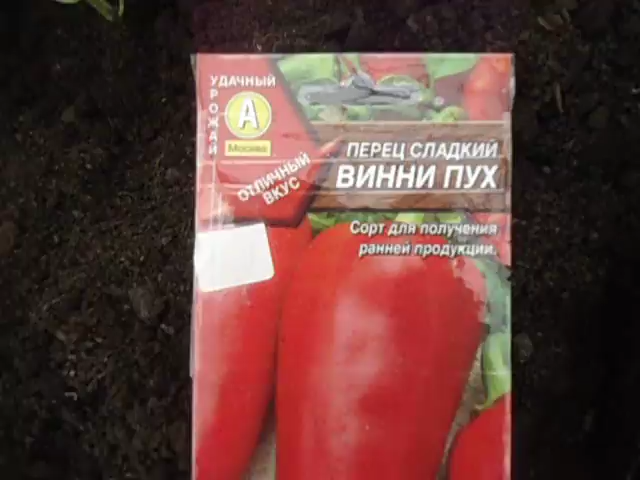 УДАЧНЫЙ
УРОЖАЙ
А
Москва
ОТЛИЧНЫЙ
ВКУС
ПЕРЕЦ СЛАДКИЙ
ВИННИ ПУХ
Сорт для получения
ранней продукции.